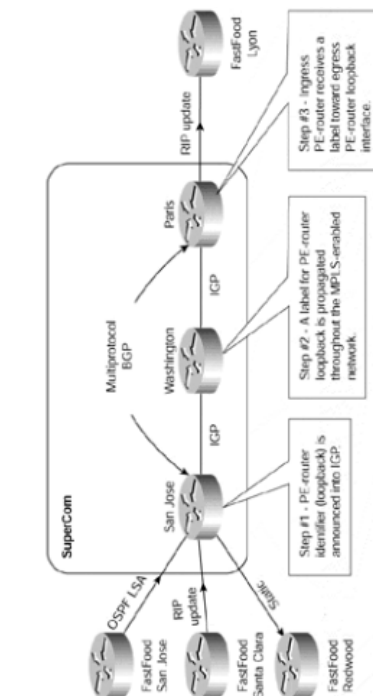 SuperCom
Multiprotocol
BGP
San Jose
Washington
Paris
IGP
IGP
OSPF LSA
RIP
update
Static
RIP update
FastFood
San Jose
FastFood
Santa Clara
FastFood
Redwood
FastFood
Lyon
Step #1 - PE-router
identifier (loopback) is
announced into IGP.
Step #2 - A label for PE-router
loopback is propagated
throughout the MPLS-enabled
network.
Step #3 - Ingress
PE-router receives a
label toward egress
PE-router loopback
interface.